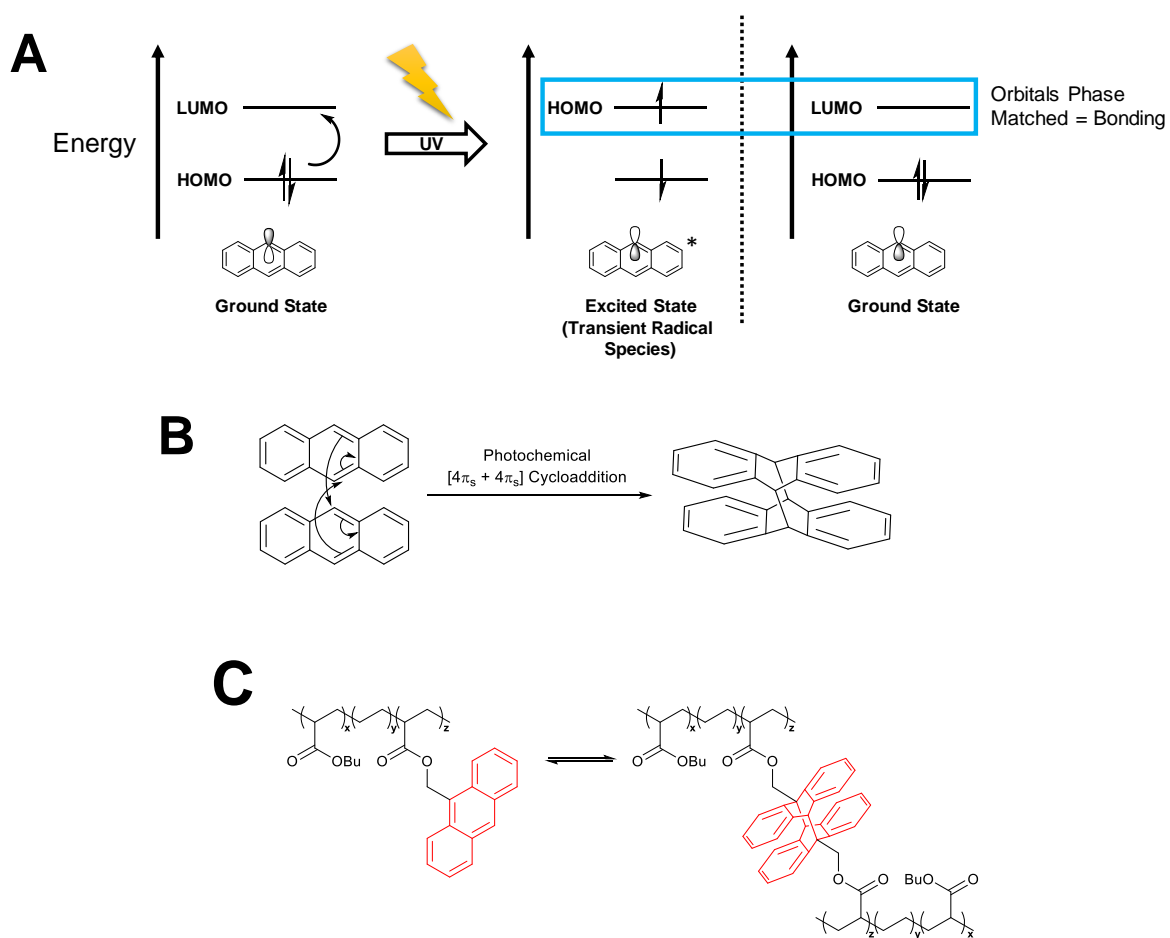 A
Energy
LUMO
HOMO
Ground State
UV
HOMO
*
Excited State
(Transient Radical
Species)
LUMO
HOMO
Ground State
Orbitals Phase
Matched = Bonding
B
Photochemical
[4πs + 4πs] Cycloaddition
C
x
y
z
O
OBu
O
O
x
y
z
O
OBu
O
O
O
O
BuO
O
z
y
x